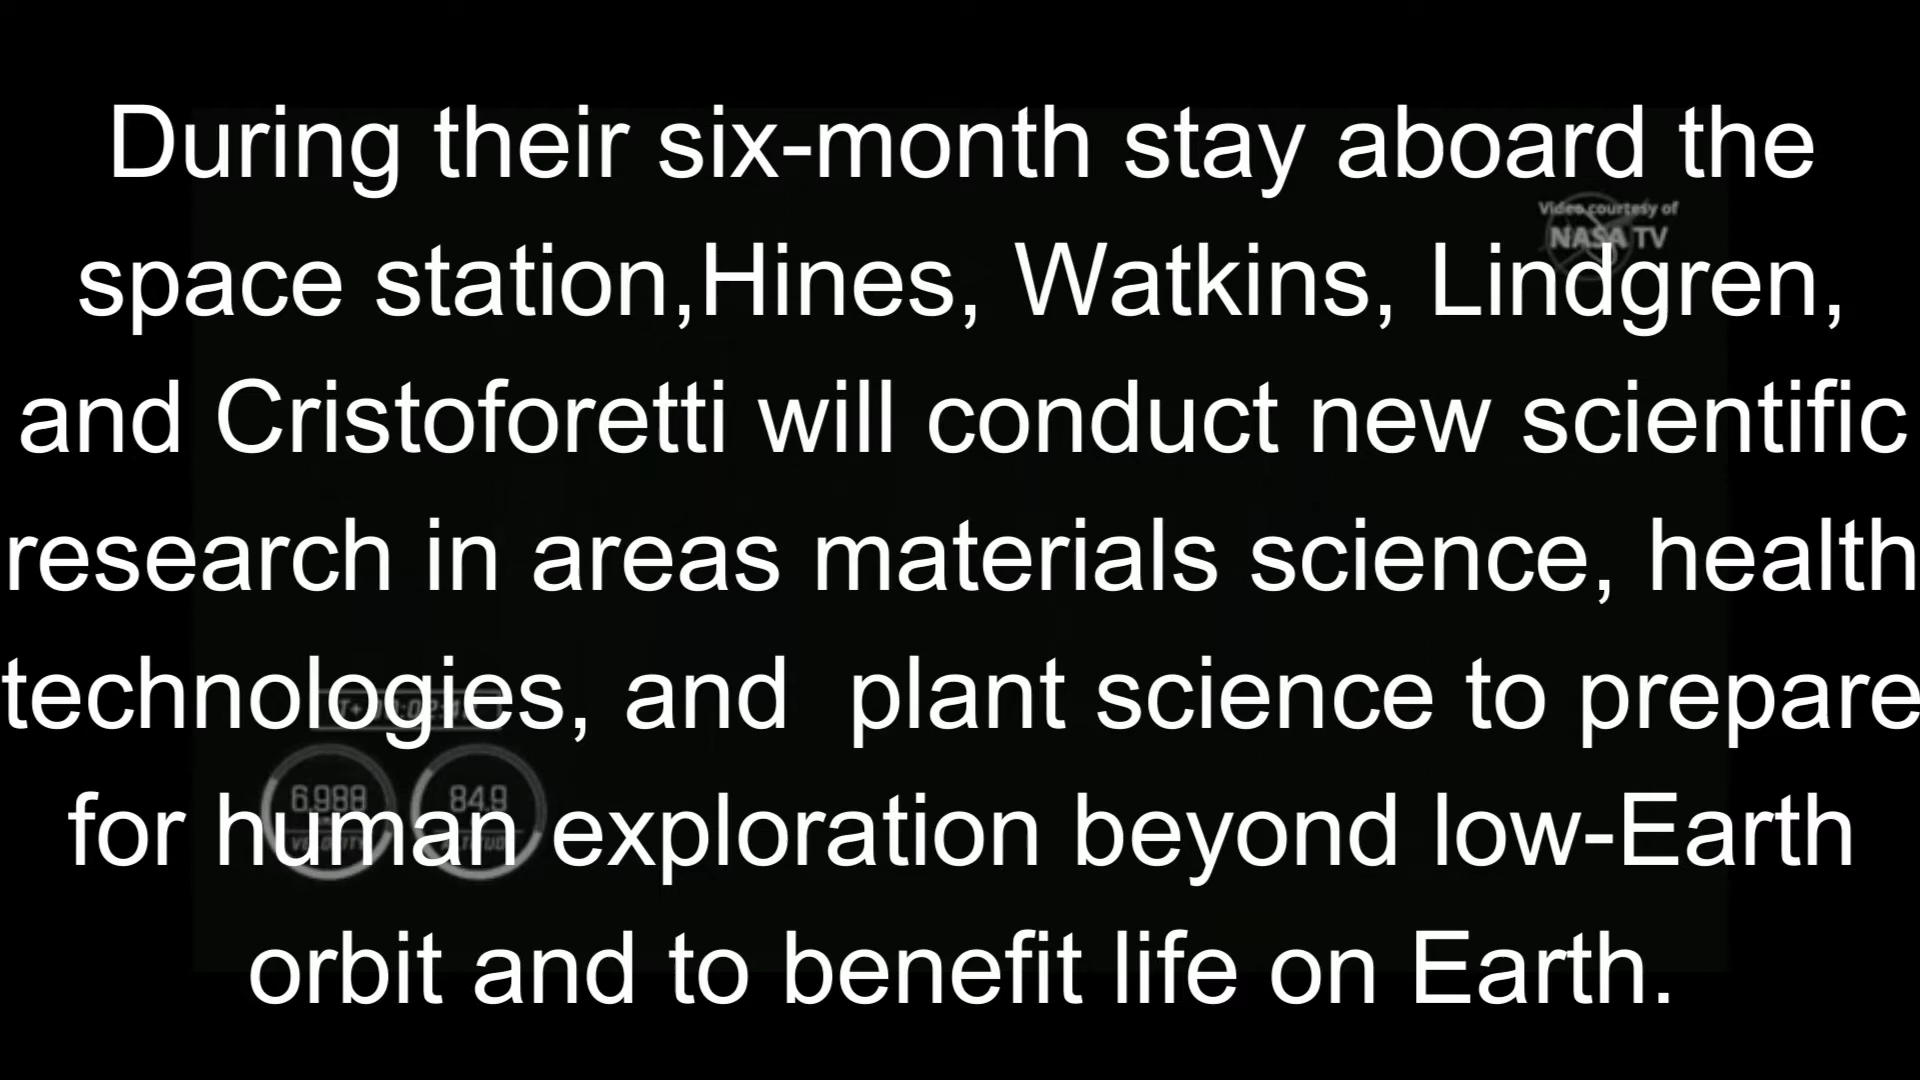 During their six-month stay aboard the
Video courtesy of
NASA TV
space station,Hines, Watkins, Lindgren,
and Cristoforetti will conduct new scientific
research in areas materials science, health
technologies, and  plant science to prepare
6,988
84.9
for human exploration beyond low-Earth
VELOCITY
orbit and to benefit life on Earth.